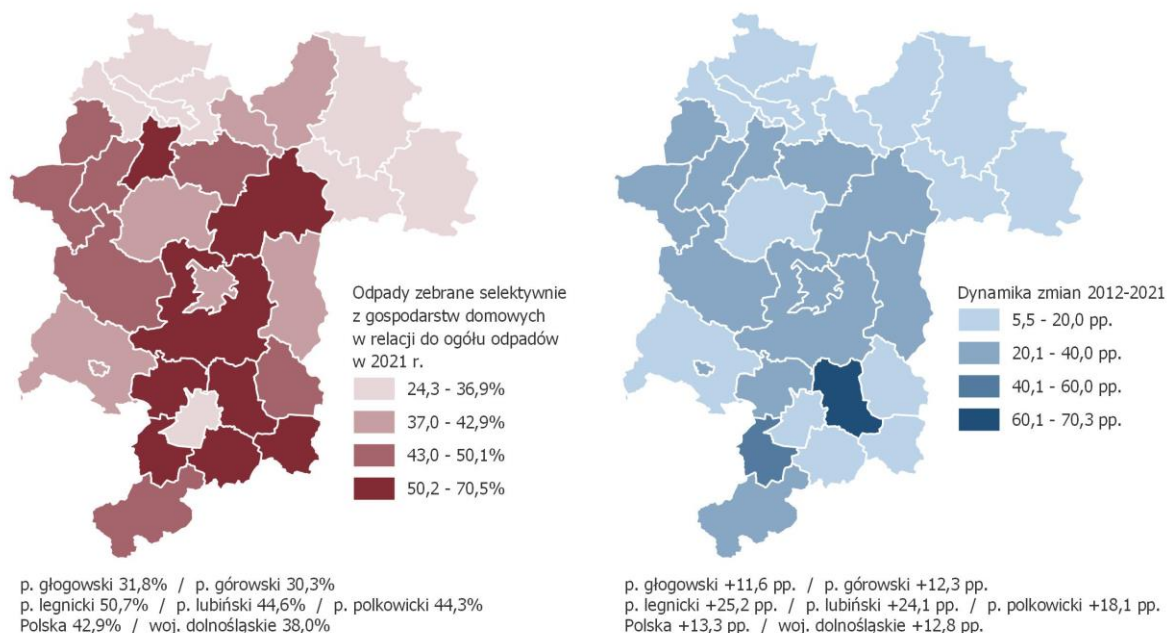 Odpady zebrane selektywnie
z gospodarstw domowych
w relacji do ogółu odpadów
w 2021 r.
24,3 - 36,9%
37,0 - 42,9%
43,0 - 50,1%
50,2 - 70,5%
p. głogowski 31,8% / p. górowski 30,3%
p. legnicki 50,7% / p. lubiński 44,6% / p. polkowicki 44,3%
Polska 42,9% / woj. dolnośląskie 38,0%
Dynamika zmian 2012-2021
5,5 - 20,0 pp.
20,1 - 40,0 pp.
40,1 - 60,0 pp.
60,1 - 70,3 pp.
p. głogowski +11,6 pp. / p. górowski +12,3 pp.
p. legnicki +25,2 pp. / p. lubiński +24,1 pp. / p. polkowicki +18,1 pp.
Polska +13,3 pp. / woj. dolnośląskie +12,8 pp.